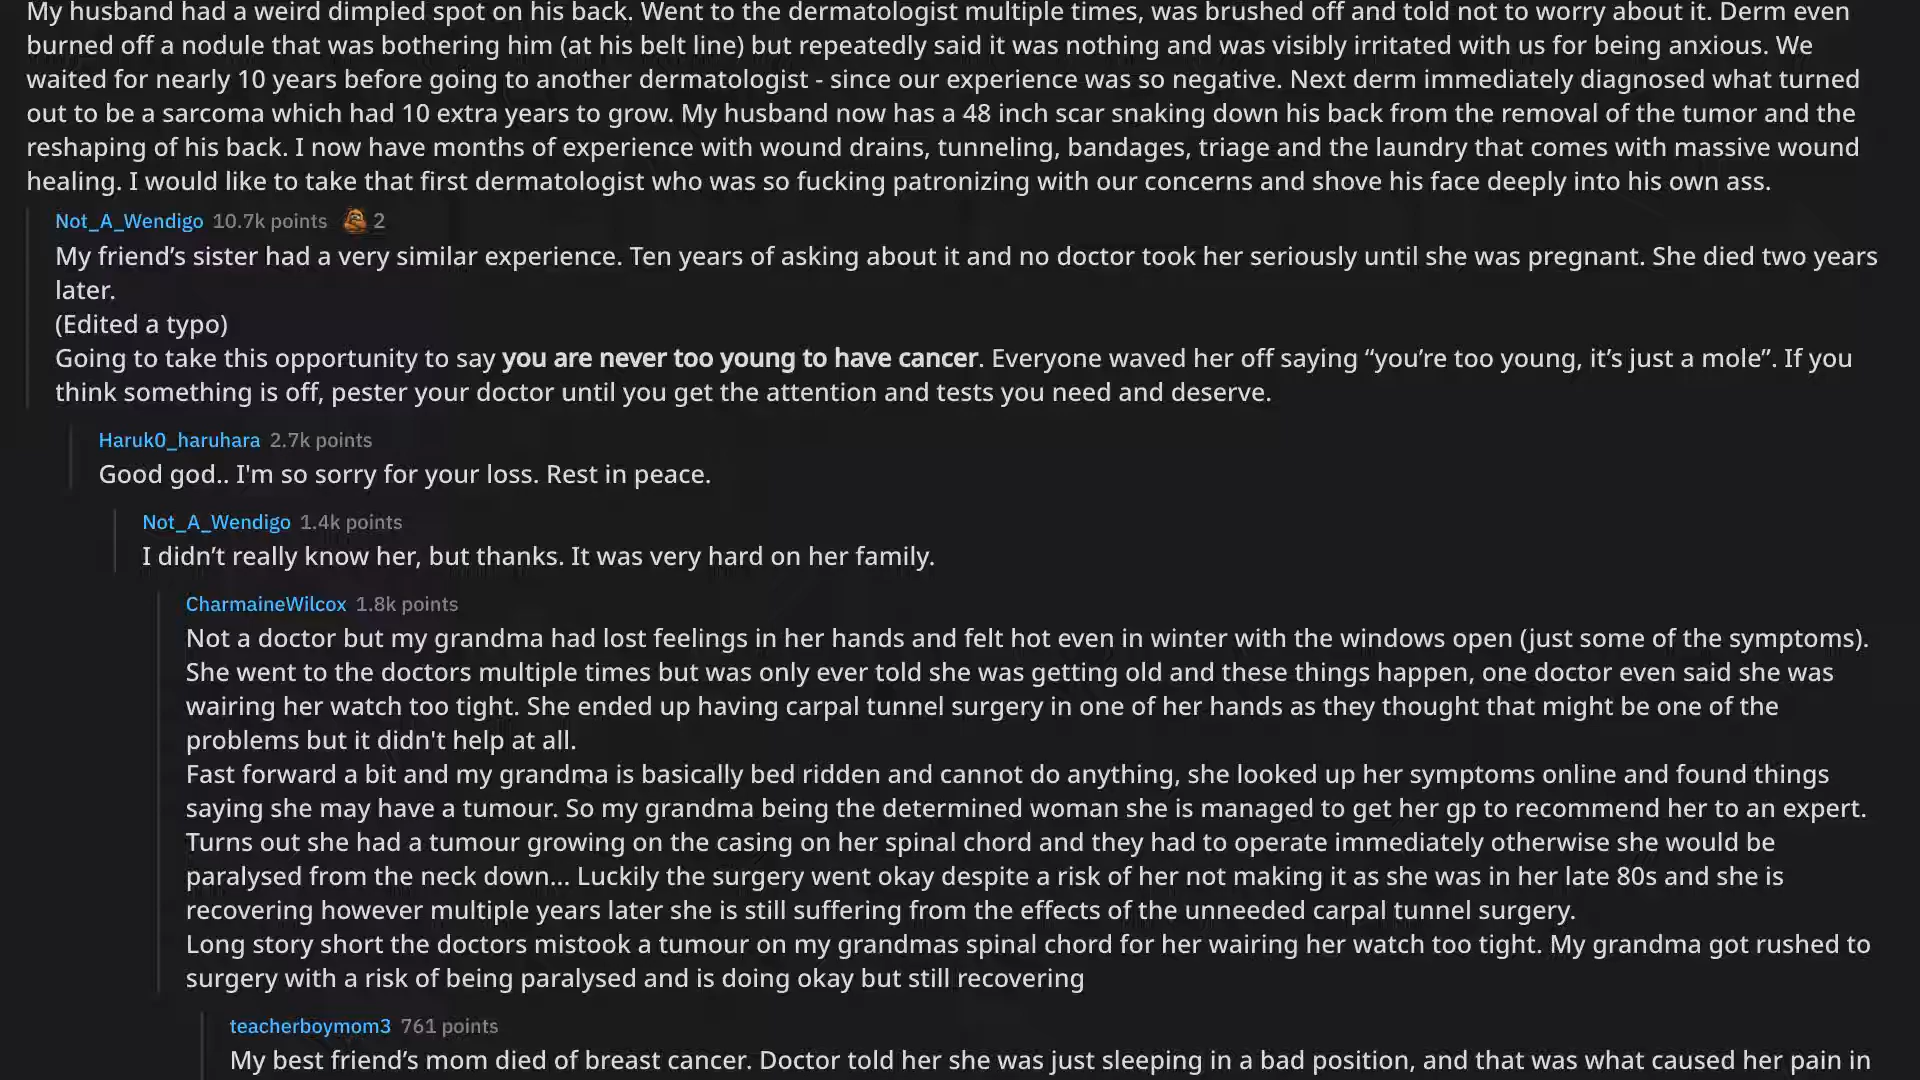 My husband had a weird dimpled spot on his back. Went to the dermatologist multiple times, was brushed off and told not to worry about it. Derm even
burned off a nodule that was bothering him (at his belt line) but repeatedly said it was nothing and was visibly irritated with us for being anxious. We
waited for nearly 10 years before going to another dermatologist - since our experience was so negative. Next derm immediately diagnosed what turned
out to be a sarcoma which had 10 extra years to grow. My husband now has a 48 inch scar snaking down his back from the removal of the tumor and the
reshaping of his back. I now have months of experience with wound drains, tunneling, bandages, triage and the laundry that comes with massive wound
healing. I would like to take that first dermatologist who was so fucking patronizing with our concerns and shove his face deeply into his own ass.
Not_A_Wendigo 10.7k points 2
My friend’s sister had a very similar experience. Ten years of asking about it and no doctor took her seriously until she was pregnant. She died two years
later.
(Edited a typo)
Going to take this opportunity to say you are never too young to have cancer. Everyone waved her off saying “you’re too young, it’s just a mole”. If you
think something is off, pester your doctor until you get the attention and tests you need and deserve.
Haruk0_haruhara 2.7k points
Good god.. I'm so sorry for your loss. Rest in peace.
Not_A_Wendigo 1.4k points
I didn’t really know her, but thanks. It was very hard on her family.
CharmaineWilcox 1.8k points
Not a doctor but my grandma had lost feelings in her hands and felt hot even in winter with the windows open (just some of the symptoms).
She went to the doctors multiple times but was only ever told she was getting old and these things happen, one doctor even said she was
wairing her watch too tight. She ended up having carpal tunnel surgery in one of her hands as they thought that might be one of the
problems but it didn't help at all.
Fast forward a bit and my grandma is basically bed ridden and cannot do anything, she looked up her symptoms online and found things
saying she may have a tumour. So my grandma being the determined woman she is managed to get her gp to recommend her to an expert.
Turns out she had a tumour growing on the casing on her spinal chord and they had to operate immediately otherwise she would be
paralysed from the neck down... Luckily the surgery went okay despite a risk of her not making it as she was in her late 80s and she is
recovering however multiple years later she is still suffering from the effects of the unneeded carpal tunnel surgery.
Long story short the doctors mistook a tumour on my grandmas spinal chord for her wairing her watch too tight. My grandma got rushed to
surgery with a risk of being paralysed and is doing okay but still recovering
teacherboymom3 761 points
My best friend’s mom died of breast cancer. Doctor told her she was just sleeping in a bad position, and that was what caused her pain in